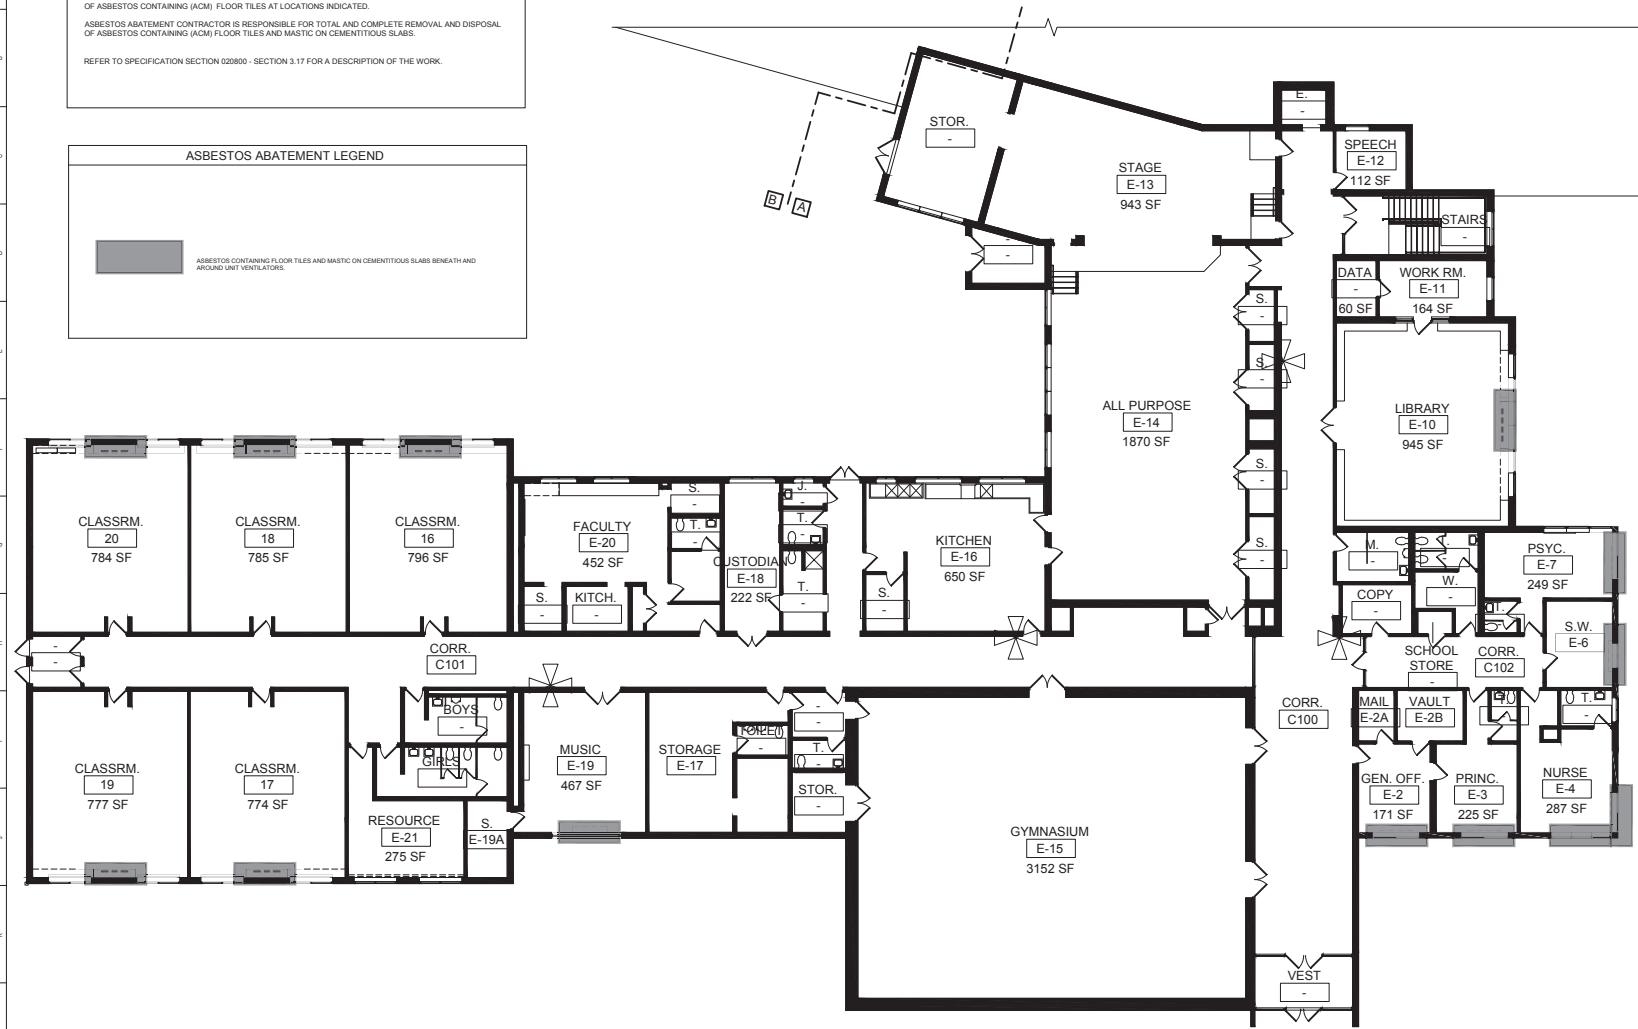 OF ASBESTOS CONTAINING (ACM) FLOOR TILES AT LOCATIONS INDICATED.
ASBESTOS ABATEMENT CONTRACTOR IS RESPONSIBLE FOR TOTAL AND COMPLETE REMOVAL AND DISPOSAL
OF ASBESTOS CONTAINING (ACM) FLOOR TILES AND MASTIC ON CEMENTITIOUS SLABS.
REFER TO SPECIFICATION SECTION 020800 - SECTION 3.17 FOR A DESCRIPTION OF THE WORK.
ASBESTOS ABATEMENT LEGEND
ASBESTOS CONTAINING FLOOR TILES AND MASTIC ON CEMENTITIOUS SLABS BENEATH AND
AROUND UNIT VENTILATORS.
B
A
STOR.
-
STAGE
E-13
943 SF
E.
-
SPEECH
E-12
112 SF
STAIRS
-
-
DATA
-
60 SF
WORK RM.
E-11
164 SF
S.
-
S.
-
ALL PURPOSE
E-14
1870 SF
LIBRARY
E-10
945 SF
S.
-
S.
-
CLASSRM.
20
784 SF
CLASSRM.
18
785 SF
CLASSRM.
16
796 SF
FACULTY
E-20
452 SF
S.
-
T.
-
CUSTODIAN
E-18
222 SF
J.
-
T.
-
T.
-
KITCHEN
E-16
650 SF
S.
-
S.
-
KITCH.
-
M.
-
W.
-
PSYC.
E-7
249 SF
COPY
-
T.
-
S.W.
E-6
-
-
CORR.
C101
SCHOOL
STORE
-
CORR.
C102
BOYS
-
GIRLS
-
CLASSRM.
19
777 SF
CLASSRM.
17
774 SF
RESOURCE
E-21
275 SF
S.
E-19A
MUSIC
E-19
467 SF
STORAGE
E-17
TOILET
-
-
-
T.
-
STOR.
-
GYMNASIUM
E-15
3152 SF
CORR.
C100
MAIL
E-2A
VAULT
E-2B
T.
-
GEN. OFF.
E-2
171 SF
PRINC.
E-3
225 SF
NURSE
E-4
287 SF
VEST
-